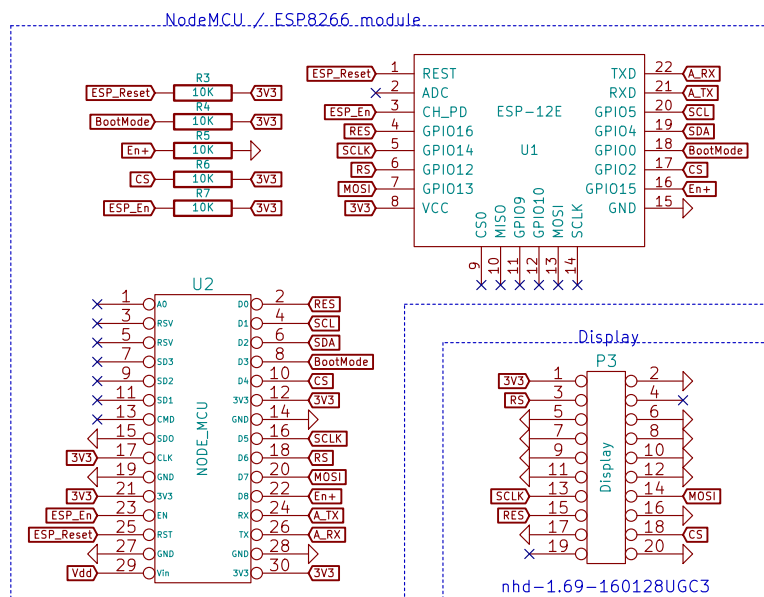 NodeMCU / ESP8266 module
R3
ESP_Reset 10K 3V3
R4
BootMode 10K 3V3
R5
En+ 10K
R6
CS 10K 3V3
R7
ESP_En 10K 3V3
ESP_Reset 1 REST TXD 22 A_RX
2 ADC RXD 21 A_TX
ESP_En 3 CH_PD ESP-12E GPIO5 20 SCL
RES 4 GPIO16 GPIO4 19 SDA
SCLK 5 GPIO14 U1 GPIO0 18 BootMode
RS 6 GPIO12 GPIO2 17 CS
MOSI 7 GPIO13 GPIO15 16 En+
3V3 8 VCC GND 15
CS0 MISO GPIO9 GPIO10 MOSI SCLK
9 10 11 12 13 14
U2
1 A0 D0 2 RES
3 RSV D1 4 SCL
5 RSV D2 6 SDA
7 SD3 D3 8 BootMode
9 SD2 D4 10 CS
11 SD1 3V3 12 3V3
13 CMD GND 14
15 SD0 D5 16 SCLK
3V3 17 CLK D6 18 RS
19 GND D7 20 MOSI
3V3 21 3V3 D8 22 En+
ESP_En 23 EN RX 24 A_TX
ESP_Reset 25 RST TX 26 A_RX
27 GND GND 28
Vdd 29 Vin 3V3 30 3V3
NODE_MCU
Display
P3
3V3 1 2
RS 3 4
5 6
7 8
9 10
11 12
SCLK 13 14 MOSI
RES 15 16
17 18 CS
19 20
Display
nhd-1.69-160128UGC3